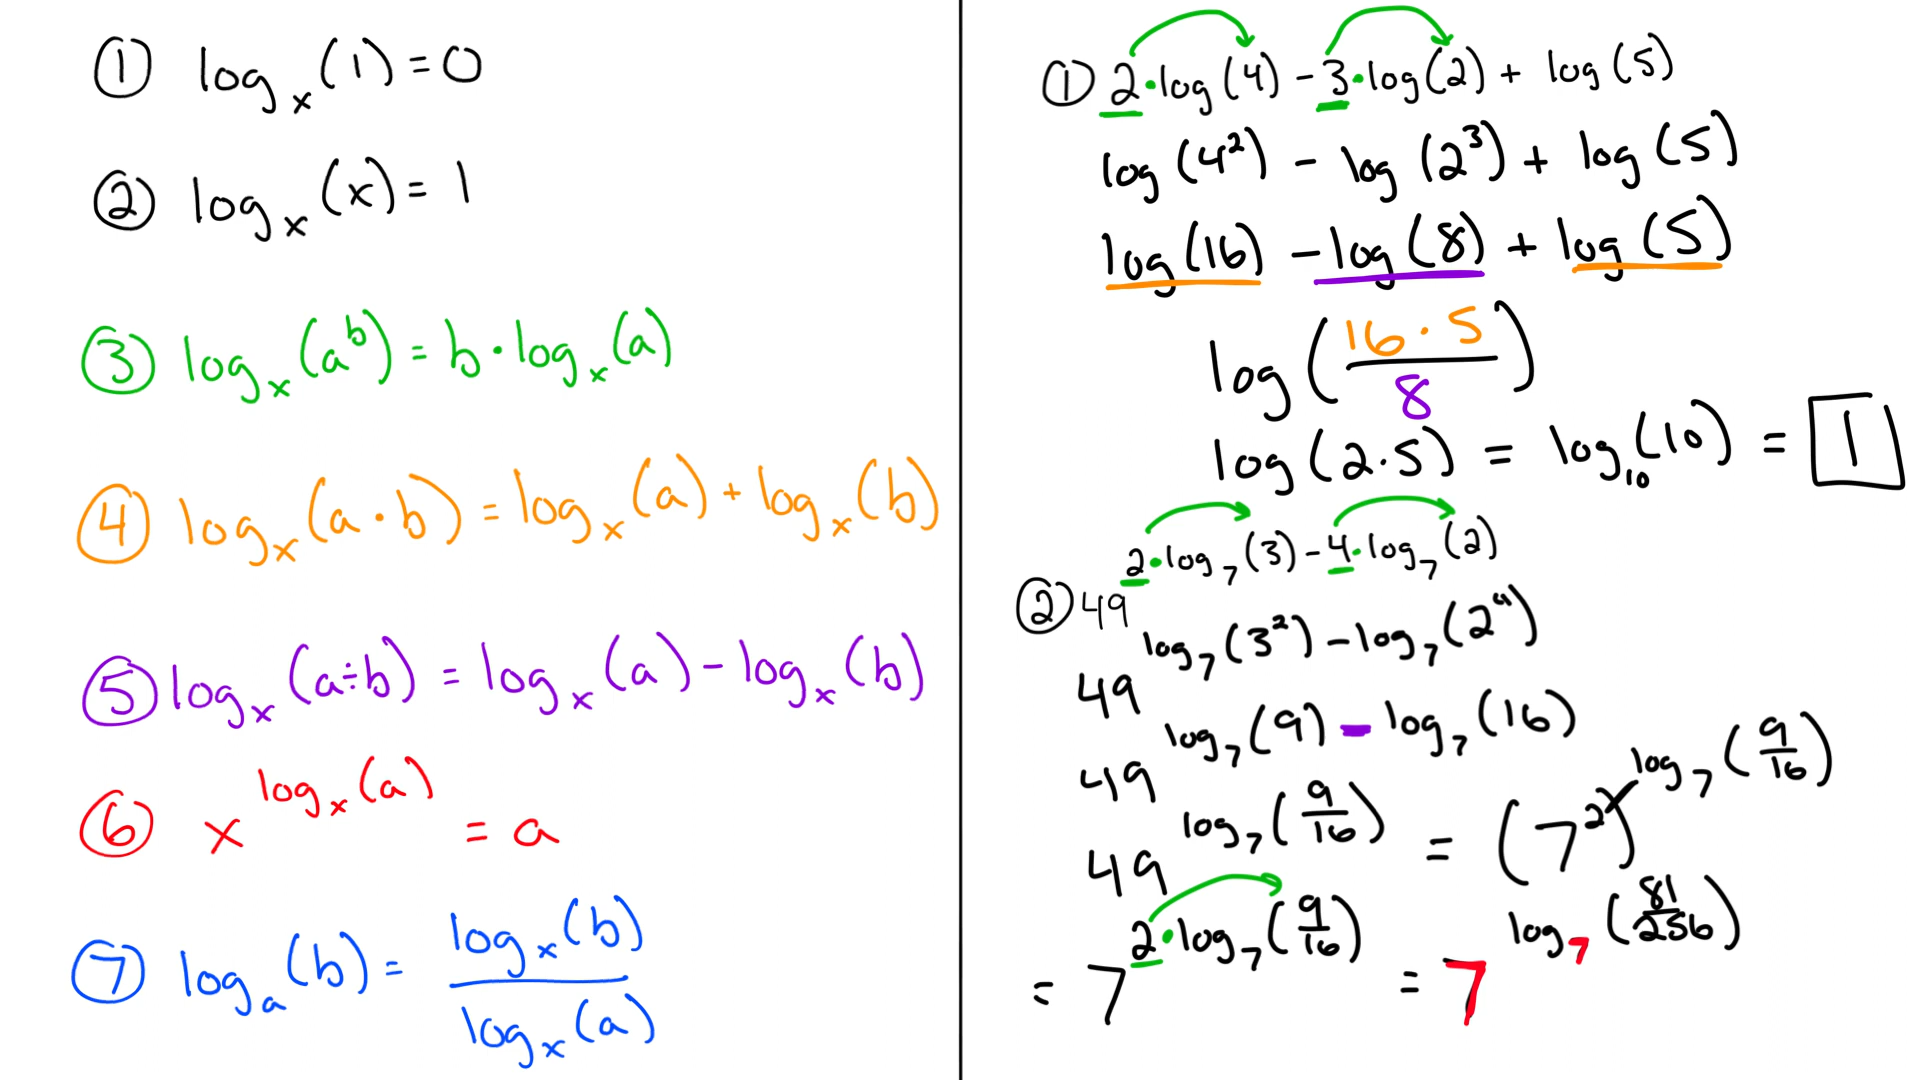 ① logₓ(1) = 0
② logₓ(x) = 1
③ logₓ(aᵇ) = b · logₓ(a)
④ logₓ(a · b) = logₓ(a) + logₓ(b)
⑤ logₓ(a ÷ b) = logₓ(a) − logₓ(b)
⑥ x^(logₓ(a)) = a
⑦ logₐ(b) = logₓ(b) / logₓ(a)
① 2·log(4) − 3·log(2) + log(5)
log(4²) − log(2³) + log(5)
log(16) − log(8) + log(5)
log(16 · 5 / 8)
log(2·5) = log₁₀(10) = 1
② 49^(2·log₇(3) − 4·log₇(2))
49^(log₇(3²) − log₇(2⁴))
49^(log₇(9) − log₇(16))
49^(log₇(9/16)) = (7²)^(log₇(9/16))
= 7^(2·log₇(9/16)) = 7^(log₇(81/256))